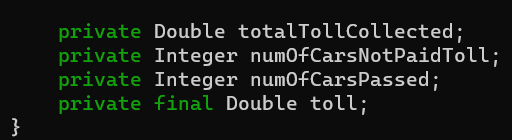 private Double totalTollCollected;
private Integer numOfCarsNotPaidToll;
private Integer numOfCarsPassed;
private final Double toll;
}